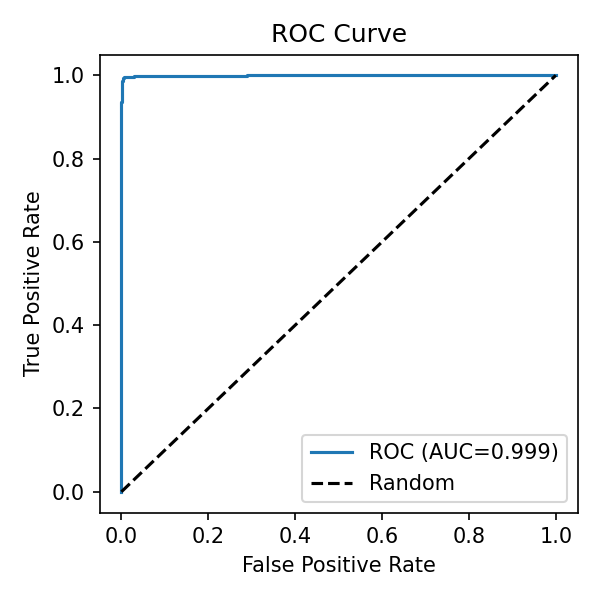 ROC Curve
True Positive Rate
1.0
0.8
0.6
0.4
0.2
0.0
ROC (AUC=0.999)
Random
0.0 0.2 0.4 0.6 0.8 1.0
False Positive Rate